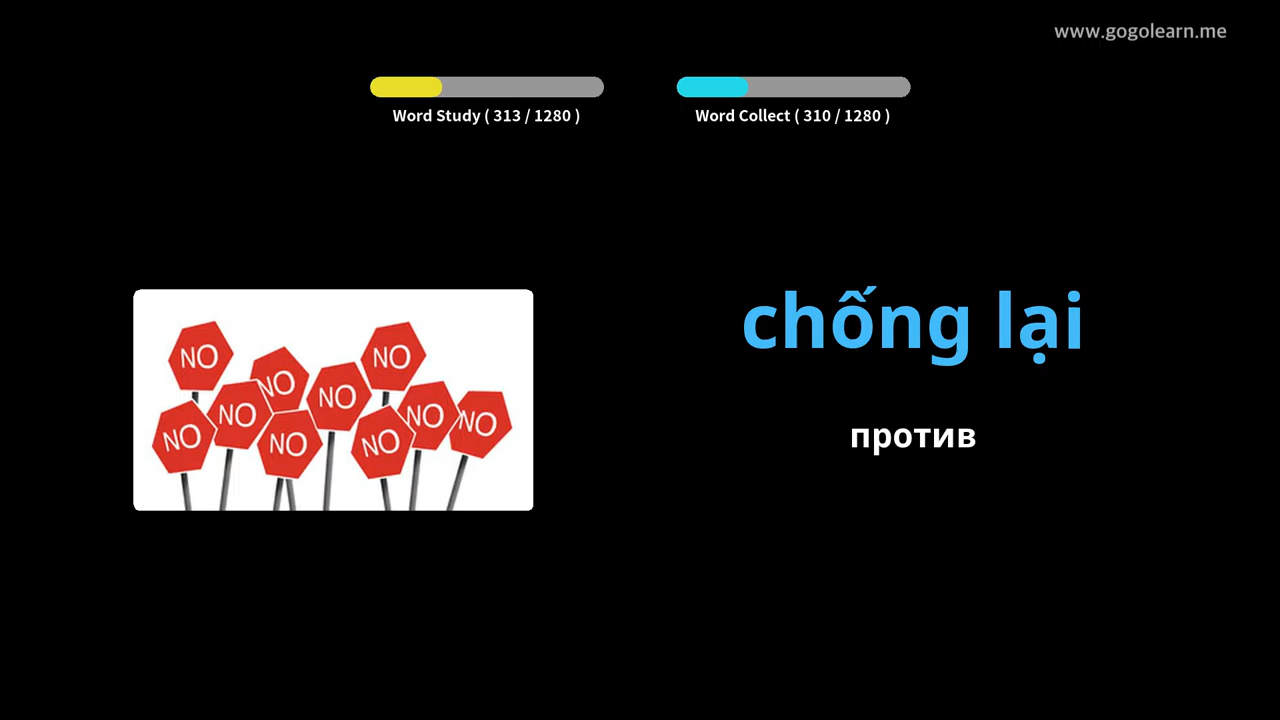 www.gogolearn.me
Word Study ( 313 / 1280 )
Word Collect ( 310 / 1280 )
chống lại
против
NO
NO
NO
NO
NO
NO
NO
NO
NO
NO